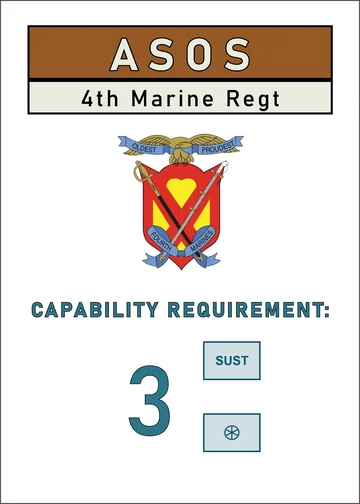 ASOS
4th Marine Regt
OLDEST PROUDEST
FOURTH MARINES
CAPABILITY REQUIREMENT:
3
SUST